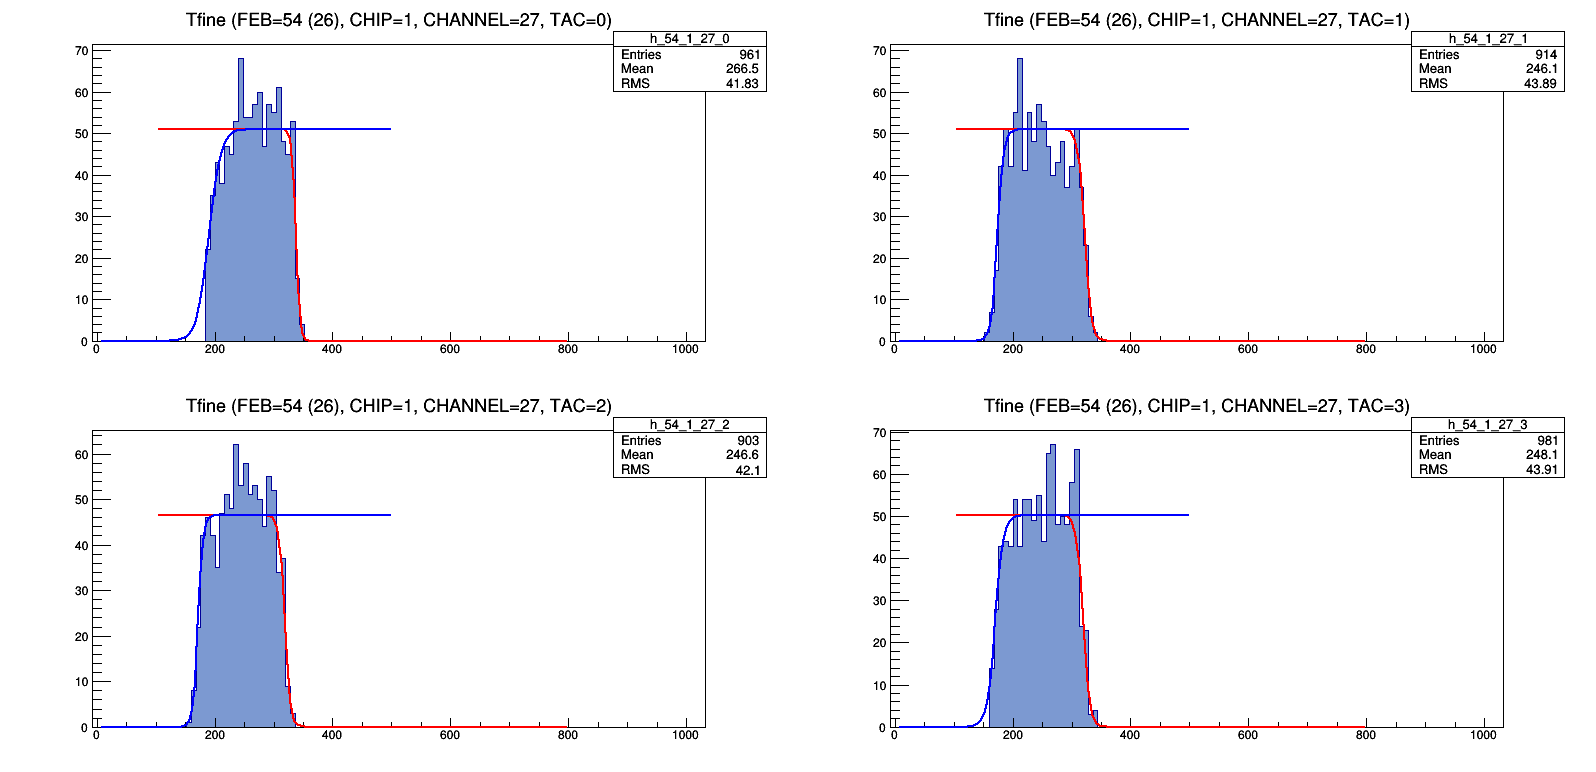 Tfine (FEB=54 (26), CHIP=1, CHANNEL=27, TAC=0)
h_54_1_27_0
Entries 961
Mean 266.5
RMS 41.83
70
60
50
40
30
20
10
0
0 200 400 600 800 1000
Tfine (FEB=54 (26), CHIP=1, CHANNEL=27, TAC=1)
h_54_1_27_1
Entries 914
Mean 246.1
RMS 43.89
70
60
50
40
30
20
10
0
0 200 400 600 800 1000
Tfine (FEB=54 (26), CHIP=1, CHANNEL=27, TAC=2)
h_54_1_27_2
Entries 903
Mean 246.6
RMS 42.1
60
50
40
30
20
10
0
0 200 400 600 800 1000
Tfine (FEB=54 (26), CHIP=1, CHANNEL=27, TAC=3)
h_54_1_27_3
Entries 981
Mean 248.1
RMS 43.91
70
60
50
40
30
20
10
0
0 200 400 600 800 1000